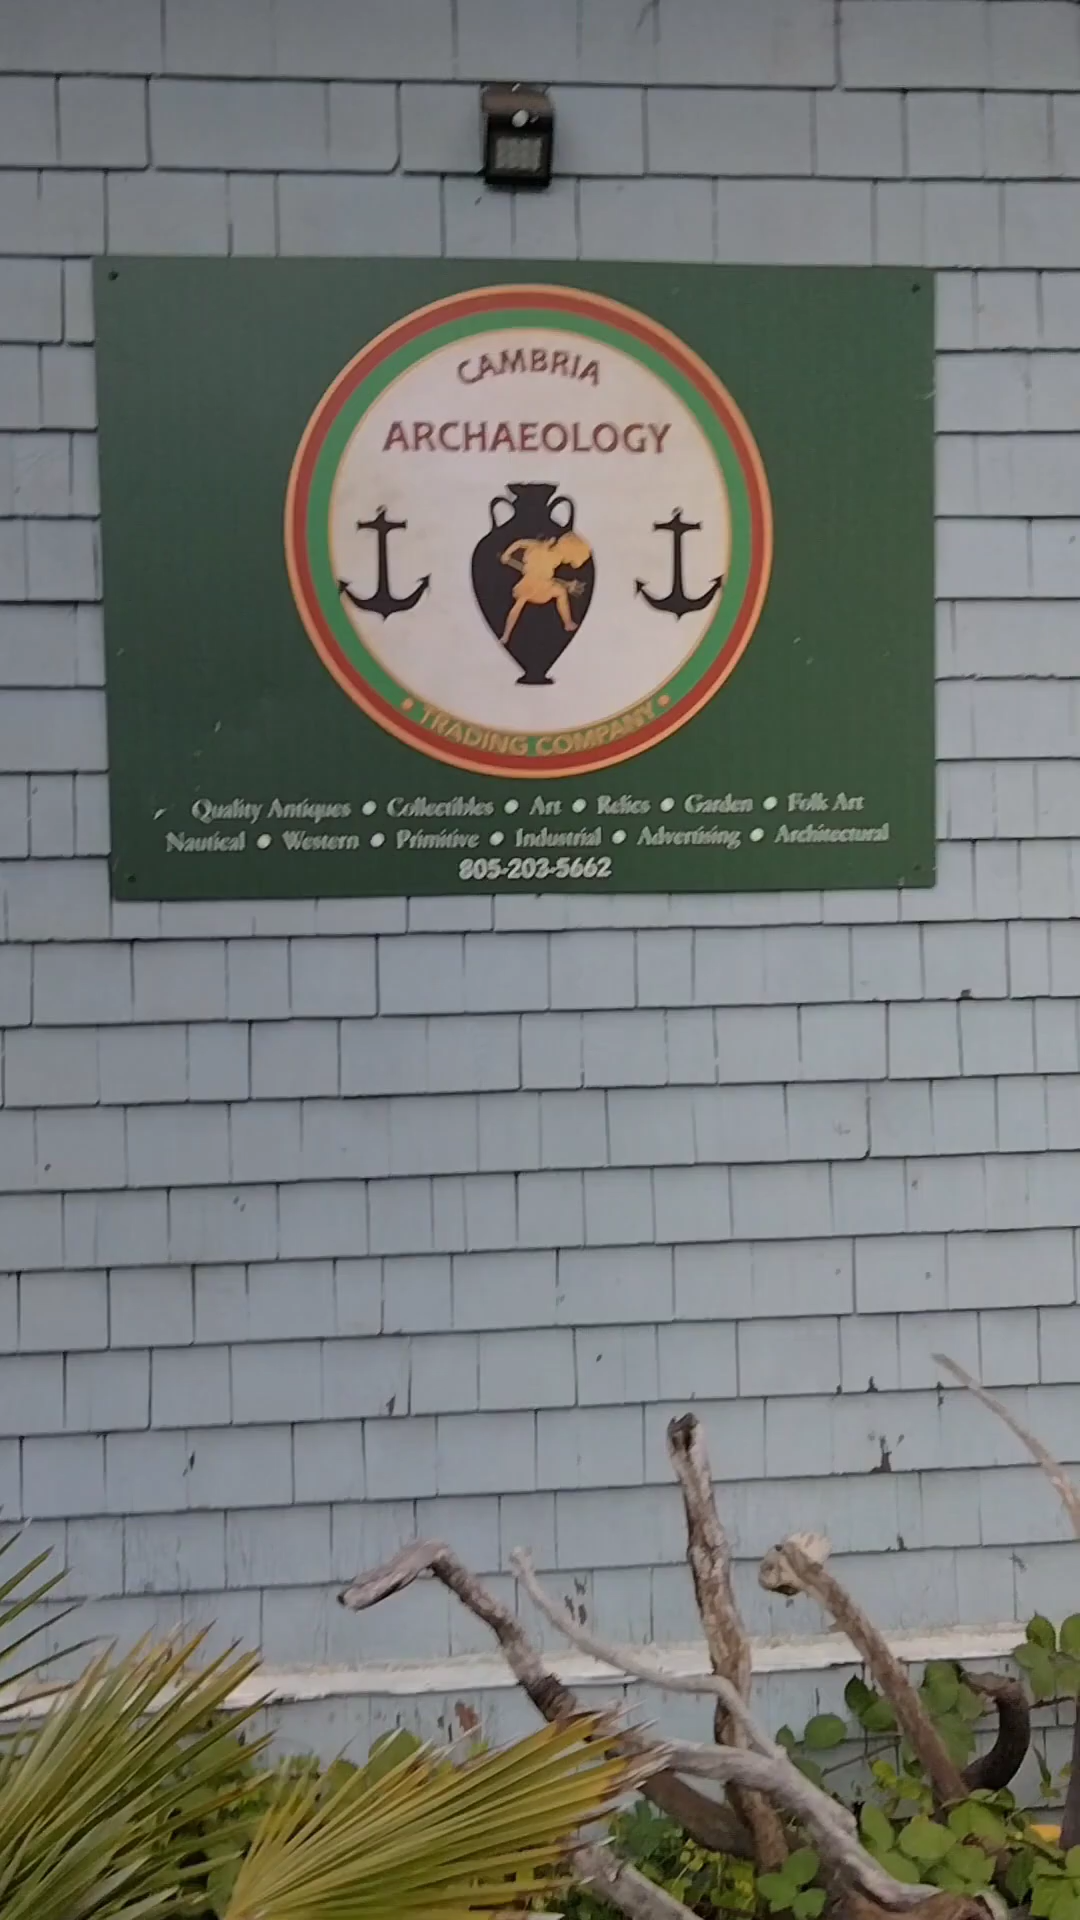 CAMBRIA
ARCHAEOLOGY
• TRADING COMPANY •
Quality Antiques • Collectibles • Art • Relics • Garden • Folk Art
Nautical • Western • Primitive • Industrial • Advertising • Architectural
805-203-5662